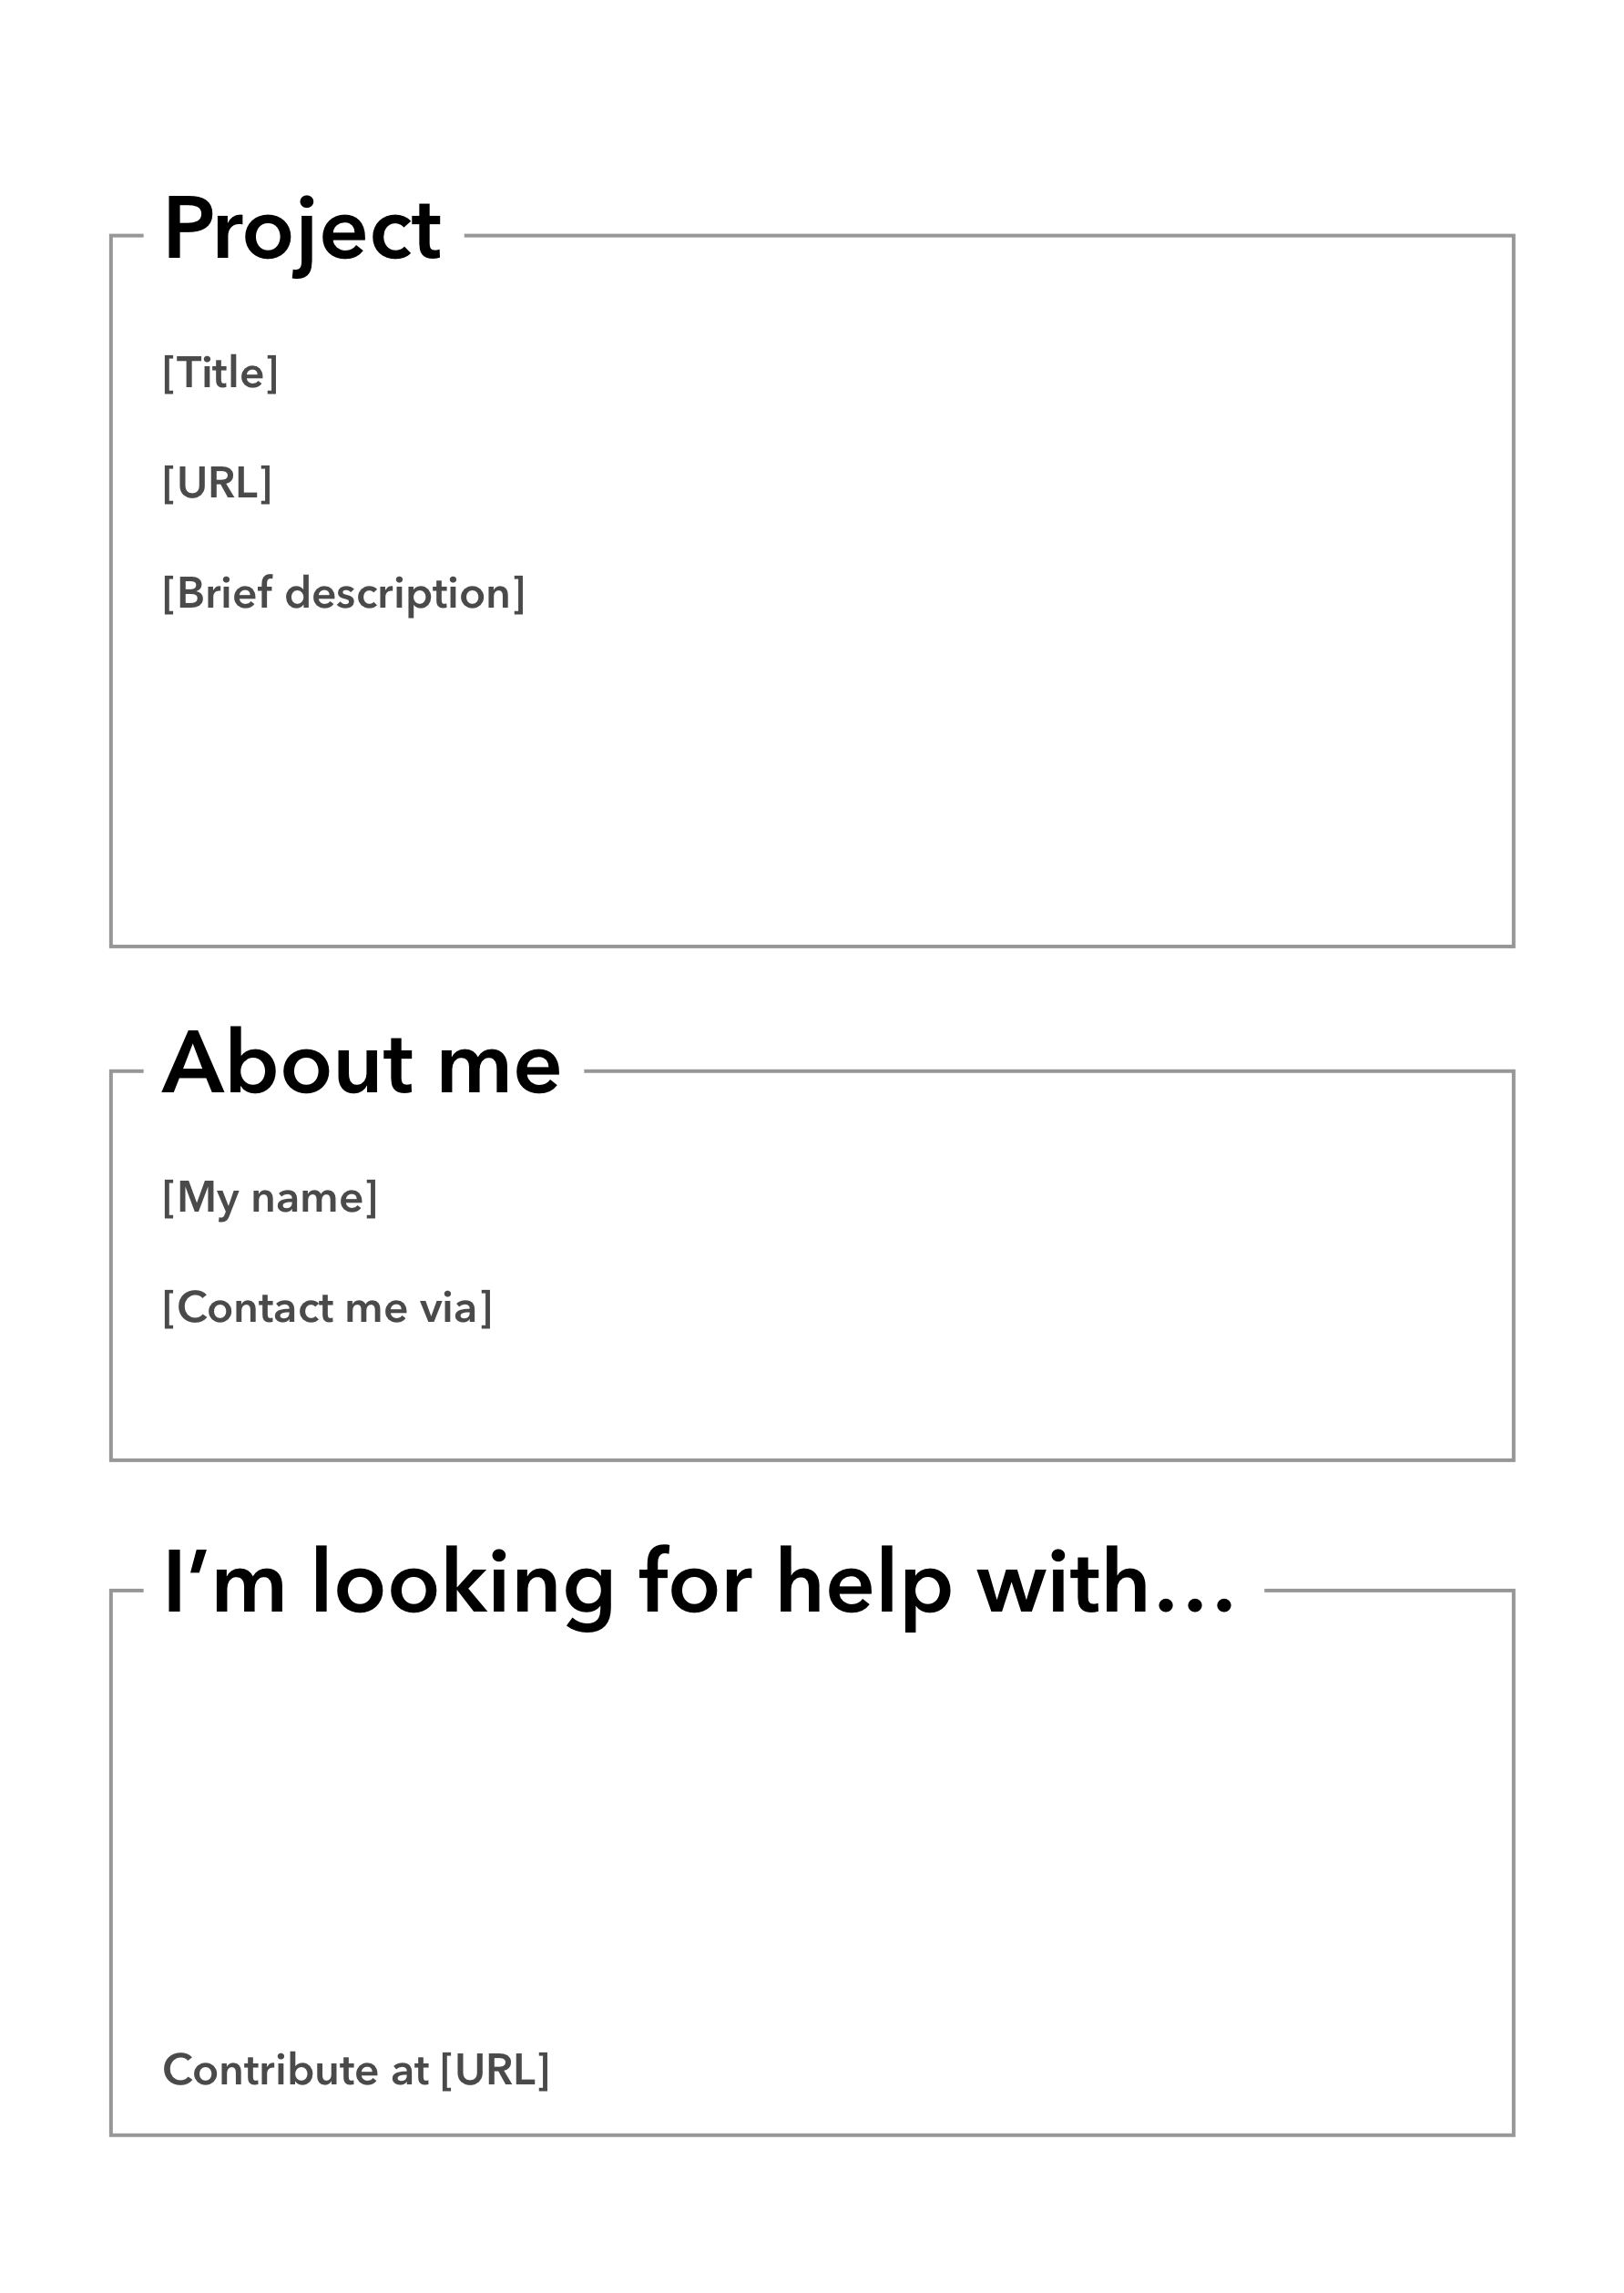 Project
[Title]
[URL]
[Brief description]
About me
[My name]
[Contact me via]
I’m looking for help with...
Contribute at [URL]